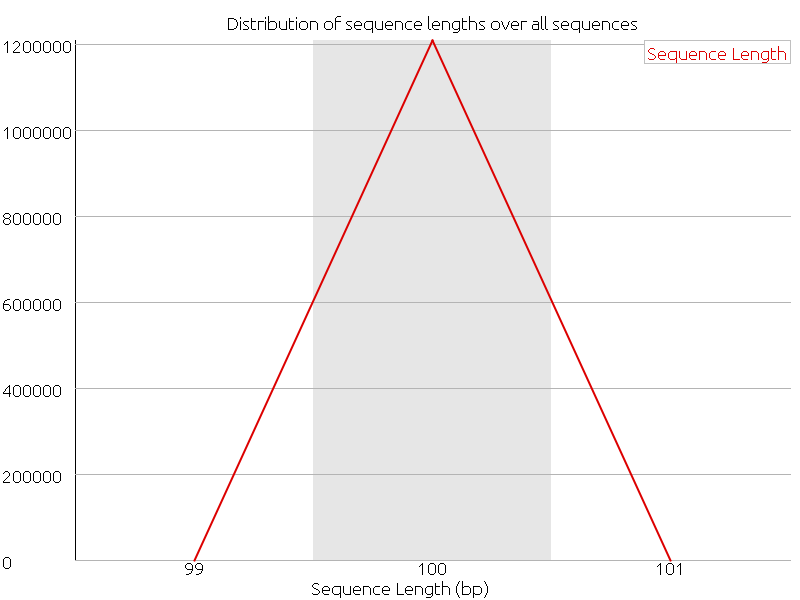 Distribution of sequence lengths over all sequences
Sequence Length
1200000
1000000
800000
600000
400000
200000
0
99 100 101
Sequence Length (bp)